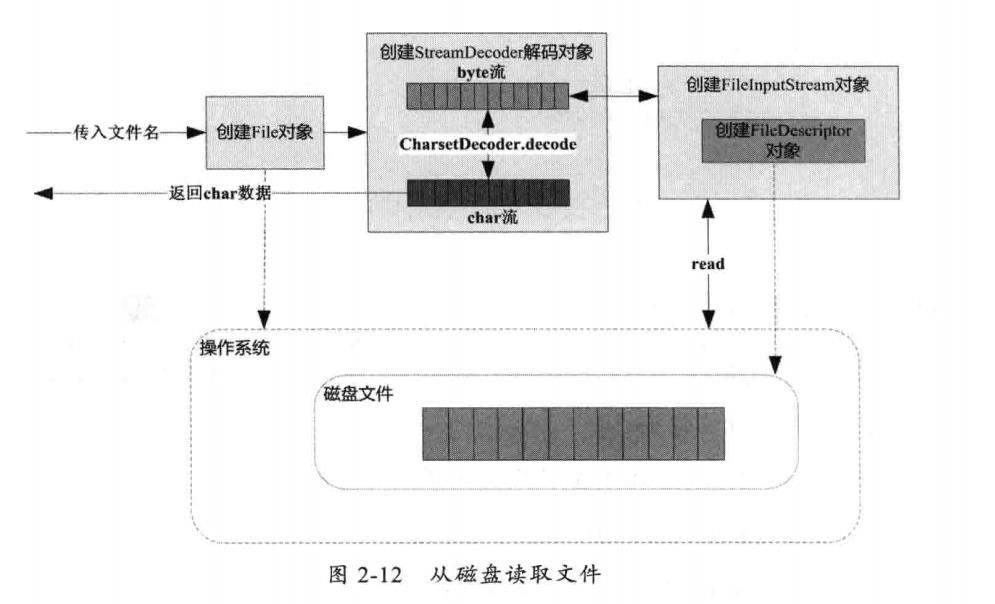 传入文件名
创建File对象
返回char数据
创建StreamDecoder解码对象
byte流
CharsetDecoder.decode
char流
创建FileInputStream对象
创建FileDescriptor
对象
read
操作系统
磁盘文件
图 2-12 从磁盘读取文件